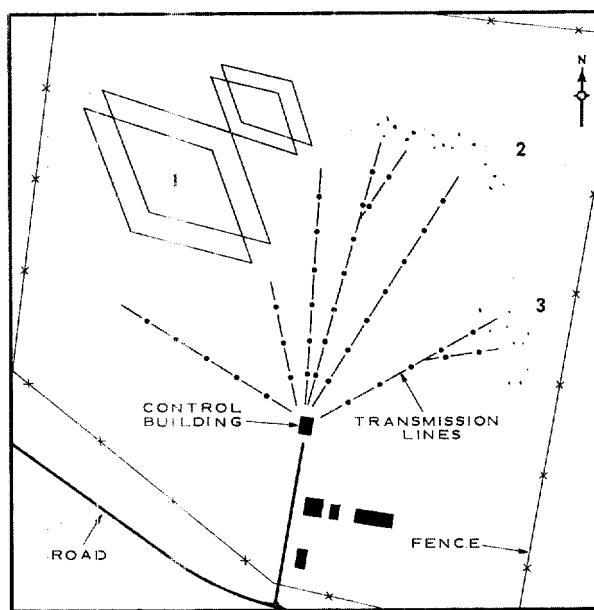 N
2
1
3
CONTROL
BUILDING
TRANSMISSION
LINES
ROAD
FENCE